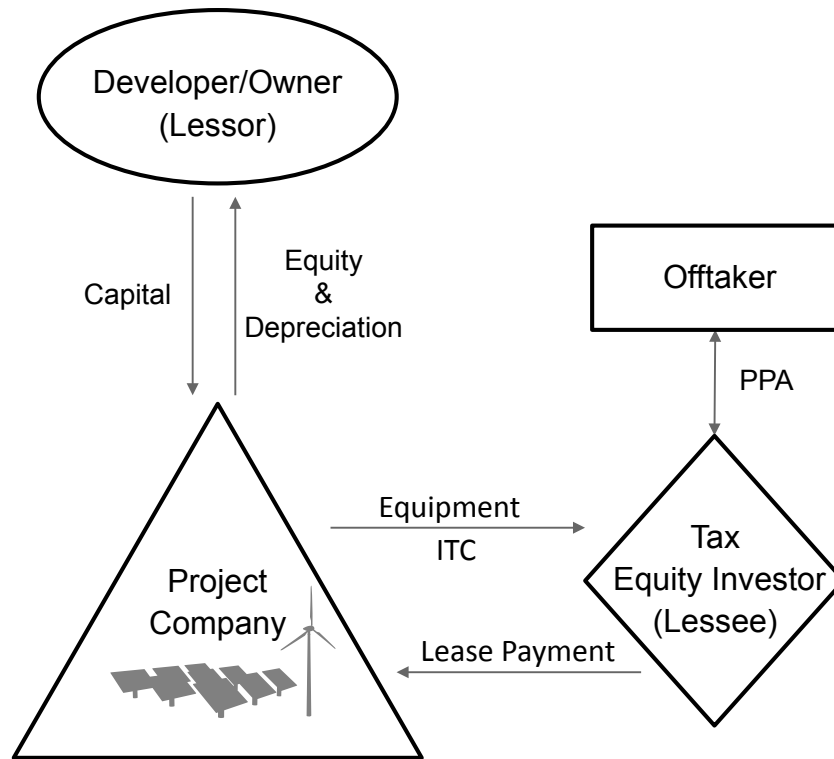 Developer/Owner
(Lessor)
Capital
Equity
&
Depreciation
Offtaker
PPA
Equipment
ITC
Tax
Equity Investor
(Lessee)
Project
Company
Lease Payment